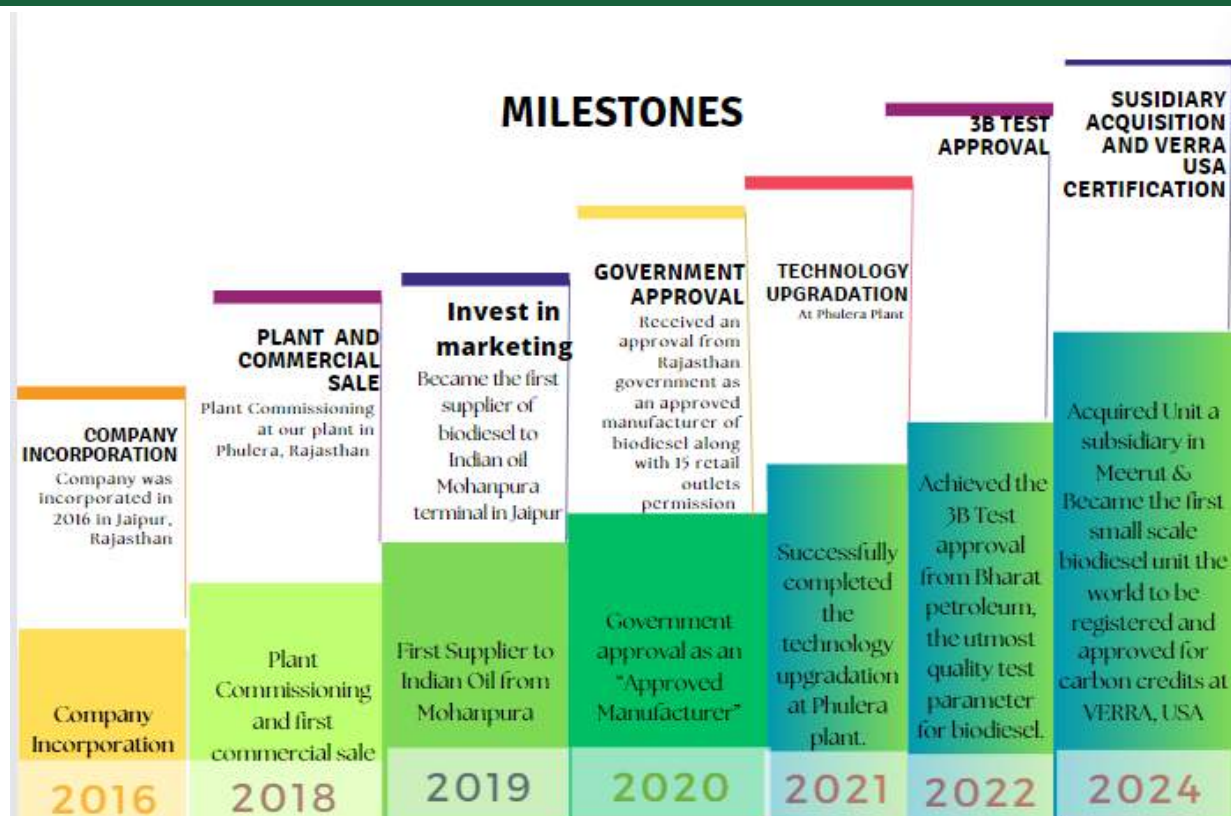 MILESTONES
COMPANY
INCORPORATION
Company was
incorporated in
2016 in Jaipur,
Rajasthan
Company
Incorporation
2016
PLANT AND
COMMERCIAL
SALE
Plant Commissioning
at our plant in
Phulera, Rajasthan
Plant
Commissioning
and first
commercial sale
2018
Invest in
marketing
Became the first
supplier of
biodiesel to
Indian oil
Mohanpura
terminal in Jaipur
First Supplier to
Indian Oil from
Mohanpura
2019
GOVERNMENT
APPROVAL
Received an
approval from
Rajasthan
government as
an approved
manufacturer of
biodiesel along
with 15 retail
outlets
permission
Government
approval as an
"Approved
Manufacturer"
2020
TECHNOLOGY
UPGRADATION
At Phulera Plant
Successfully
completed
the
technology
upgradation
at Phulera
plant.
2021
3B TEST
APPROVAL
Achieved the
3B Test
approval
from Bharat
petroleum,
the utmost
quality test
parameter
for biodiesel.
2022
SUSIDIARY
ACQUISITION
AND VERRA
USA
CERTIFICATION
Acquired Unit a
subsidiary in
Meerut &
Became the first
small scale
biodiesel unit the
world to be
registered and
approved for
carbon credits at
VERRA, USA
2024